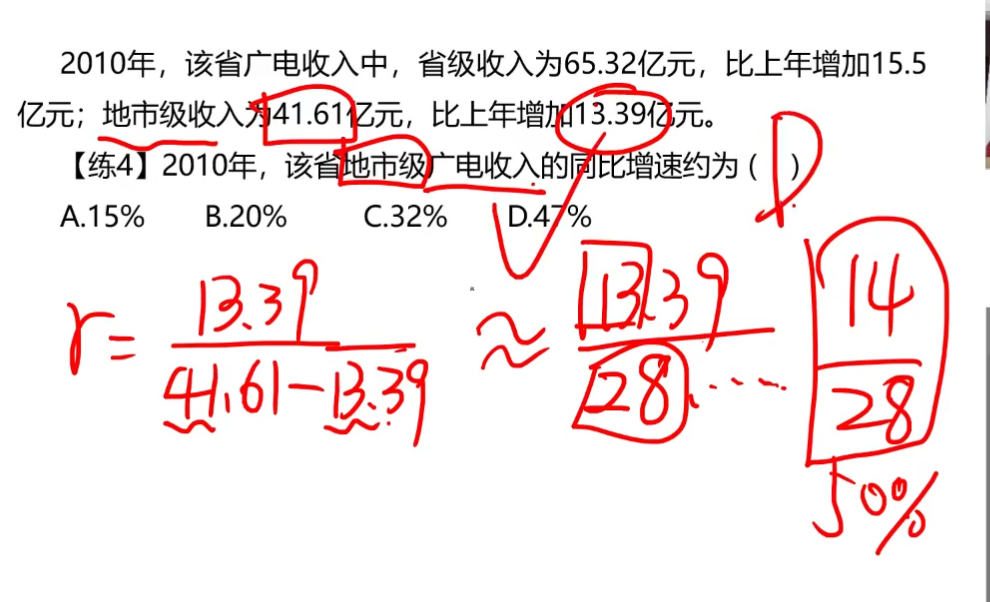 2010年，该省广电收入中，省级收入为65.32亿元，比上年增加15.5
亿元；地市级收入为41.61亿元，比上年增加13.39亿元。
【练4】2010年，该省地市级广电收入的同比增速约为（ ）
D
A.15% B.20% C.32% D.47%
r = 13.39 / 41.61-13.39 ≈ 13.39 / 28.…
14 / 28
50%